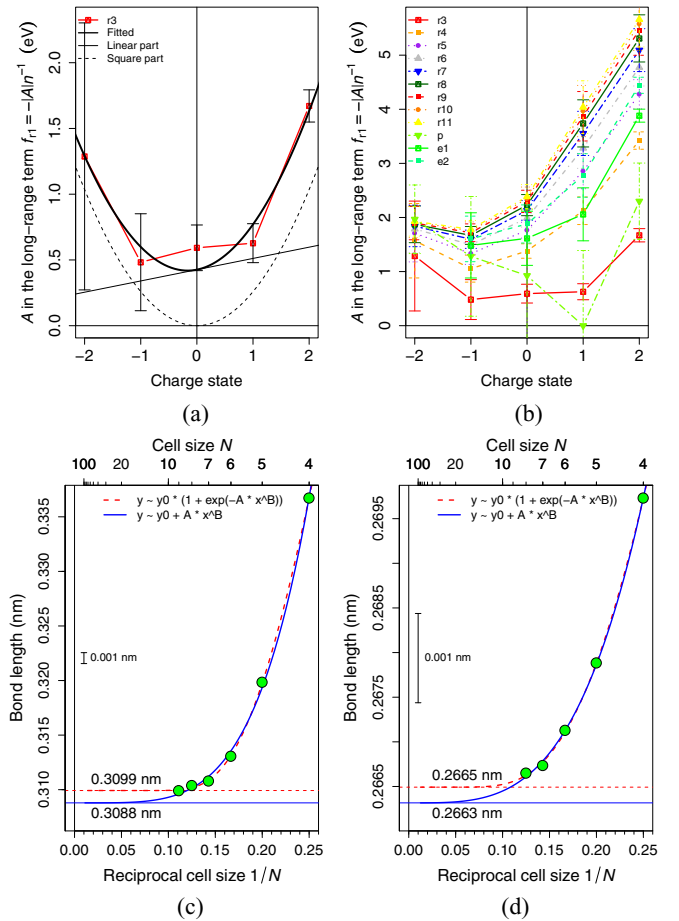 A in the long-range term f_r1 = −|A|n^−1 (eV)
2.0
1.5
1.0
0.5
0.0
r3
Fitted
Linear part
Square part
−2 −1 0 1 2
Charge state
(a)
A in the long-range term f_r1 = −|A|n^−1 (eV)
5
4
3
2
1
0
r3
r4
r5
r6
r7
r8
r9
r10
r11
p
e1
e2
−2 −1 0 1 2
Charge state
(b)
Cell size N
100 20 10 8 7 6 5 4
y ~ y0 * (1 + exp(−A * x^B))
y ~ y0 + A * x^B
Bond length (nm)
0.335
0.330
0.325
0.320
0.315
0.310
0.001 nm
0.3099 nm
0.3088 nm
0.00 0.05 0.10 0.15 0.20 0.25
Reciprocal cell size 1/N
(c)
Cell size N
100 20 10 8 7 6 5 4
y ~ y0 * (1 + exp(−A * x^B))
y ~ y0 + A * x^B
Bond length (nm)
0.2695
0.2685
0.2675
0.2665
0.001 nm
0.2665 nm
0.2663 nm
0.00 0.05 0.10 0.15 0.20 0.25
Reciprocal cell size 1/N
(d)